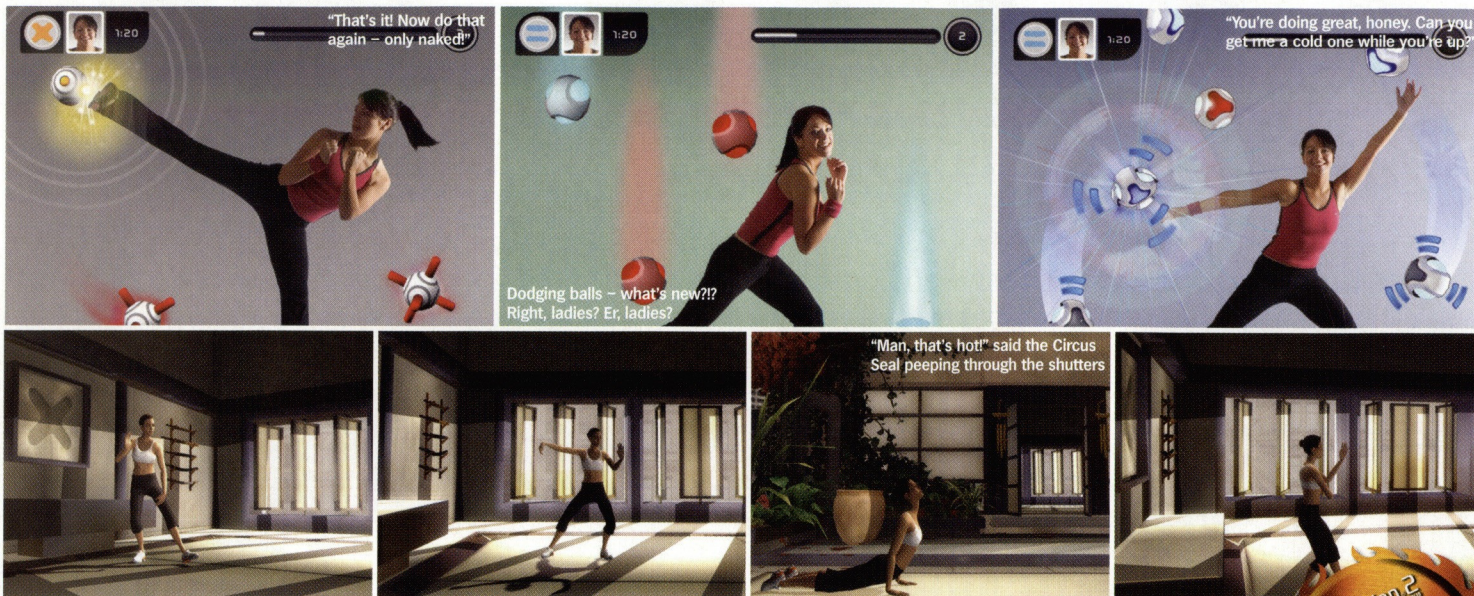 "That's it! Now do that
again – only naked!"
1:20
1:20
2
"You're doing great, honey. Can you
get me a cold one while you're up?"
1:20
Dodging balls – what's new?!?
Right, ladies? Er, ladies?
"Man, that's hot!" said the Circus
Seal peeping through the shutters